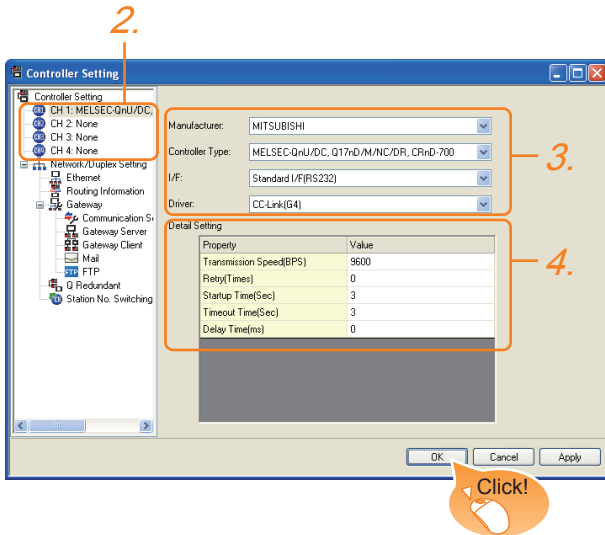 2.
Controller Setting
Controller Setting
CH 1: MELSEC-QnU/DC,
CH 2: None
CH 3: None
CH 4: None
Network/Duplex Setting
Ethernet
Routing Information
Gateway
Communication Se
Gateway Server
Gateway Client
Mail
FTP FTP
Q Redundant
Station No. Switching
Manufacturer: MITSUBISHI
Controller Type: MELSEC-QnU/DC, Q17nD/M/NC/DR, CRnD-700
I/F: Standard I/F(RS232)
Driver: CC-Link(G4)
3.
Detail Setting
Property Value
Transmission Speed(BPS) 9600
Retry(Times) 0
Startup Time(Sec) 3
Timeout Time(Sec) 3
Delay Time(ms) 0
4.
OK Cancel Apply
Click!